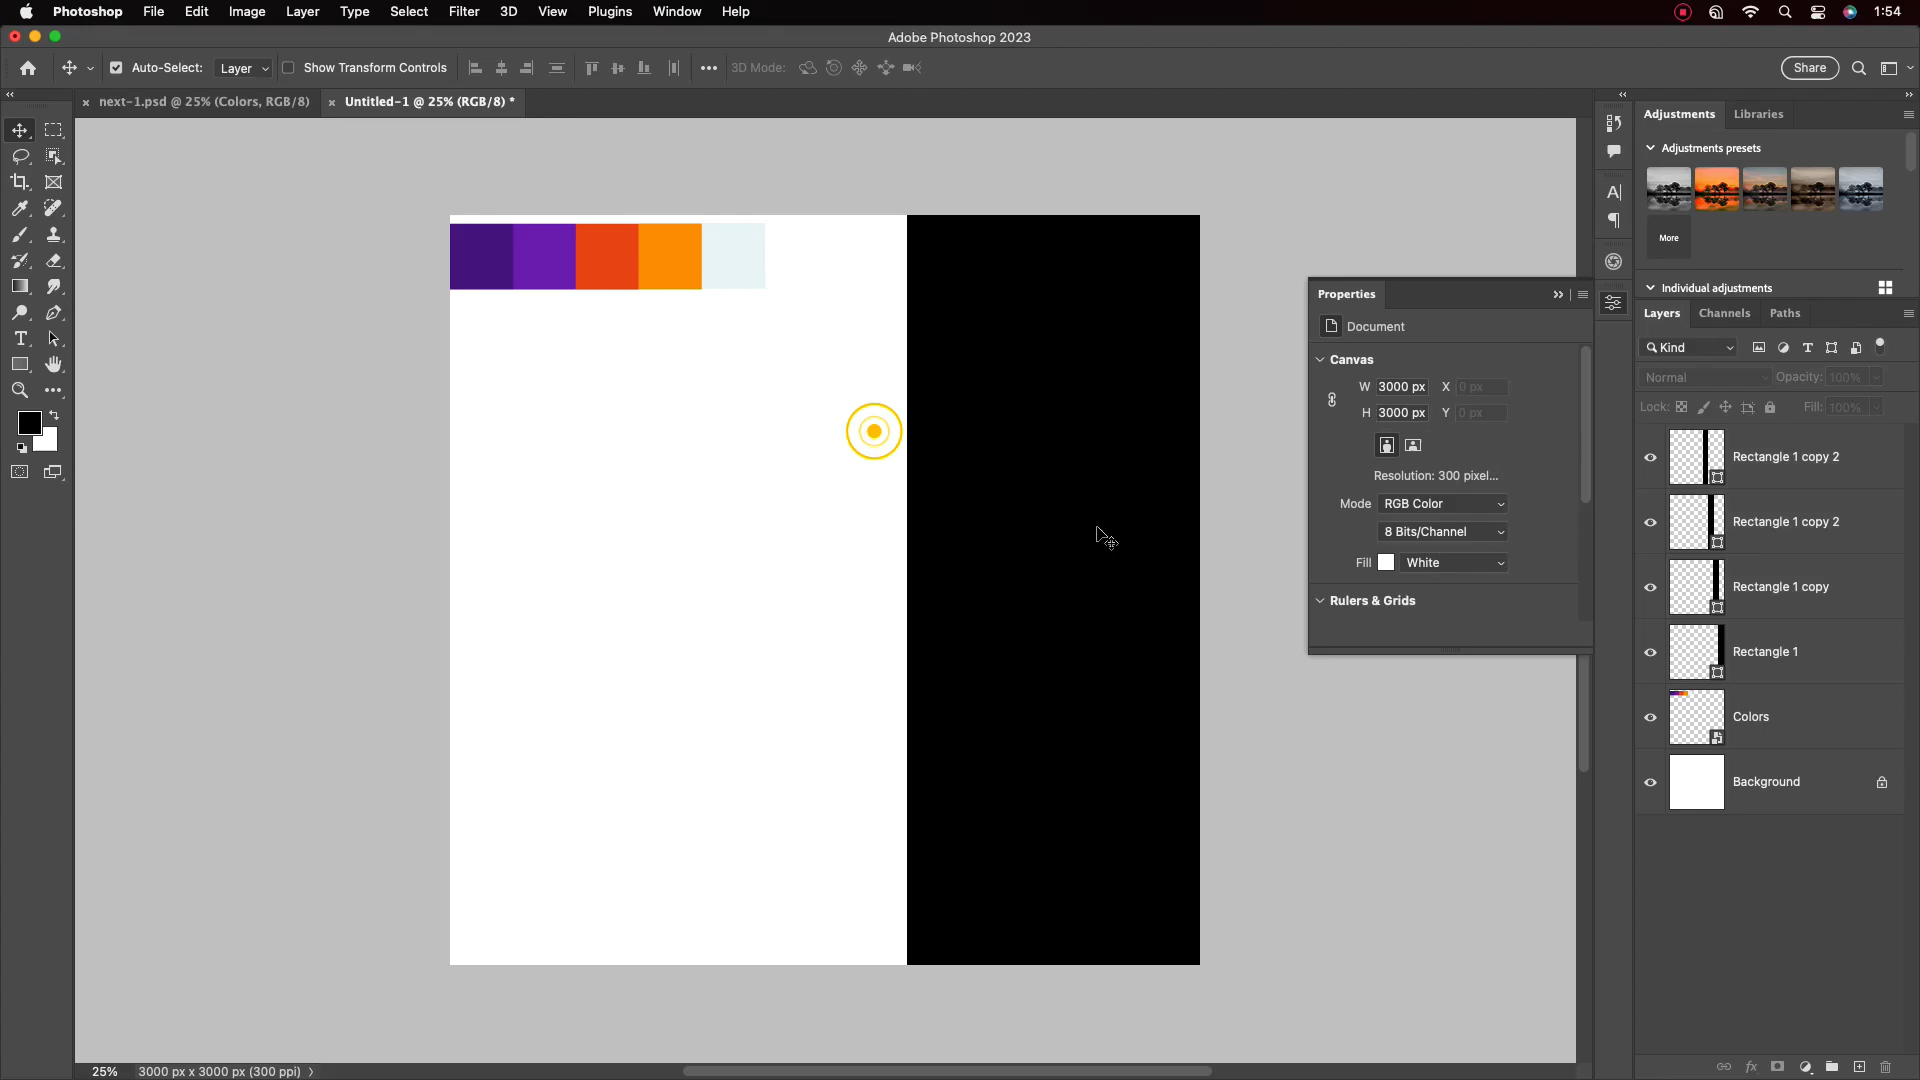 Photoshop File Edit Image Layer Type Select Filter 3D View Plugins Window Help 1:54
Adobe Photoshop 2023
Auto-Select: Layer Show Transform Controls 3D Mode: Share
next-1.psd @ 25% (Colors, RGB/8) Untitled-1 @ 25% (RGB/8) *
Adjustments Libraries
Adjustments presets
More
Individual adjustments
Properties
Document
Canvas
W 3000 px X 0 px
H 3000 px Y 0 px
Resolution: 300 pixel...
Mode RGB Color
8 Bits/Channel
Fill White
Rulers & Grids
Layers Channels Paths
Kind
Normal Opacity: 100%
Lock: Fill: 100%
Rectangle 1 copy 2
Rectangle 1 copy 2
Rectangle 1 copy
Rectangle 1
Colors
Background
25% 3000 px x 3000 px (300 ppi)